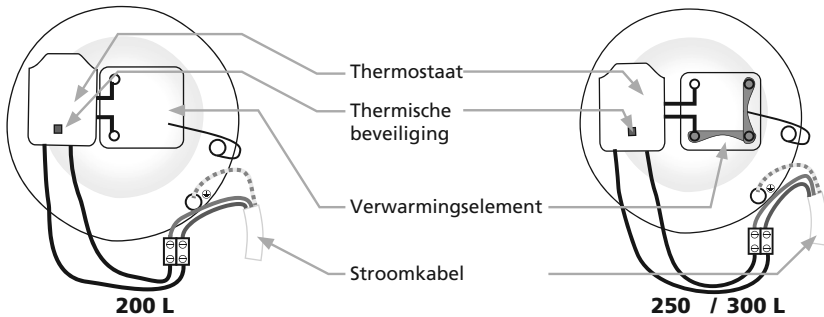 Thermostaat
Thermische
beveiliging
Verwarmingselement
Stroomkabel
200 L
250 / 300 L